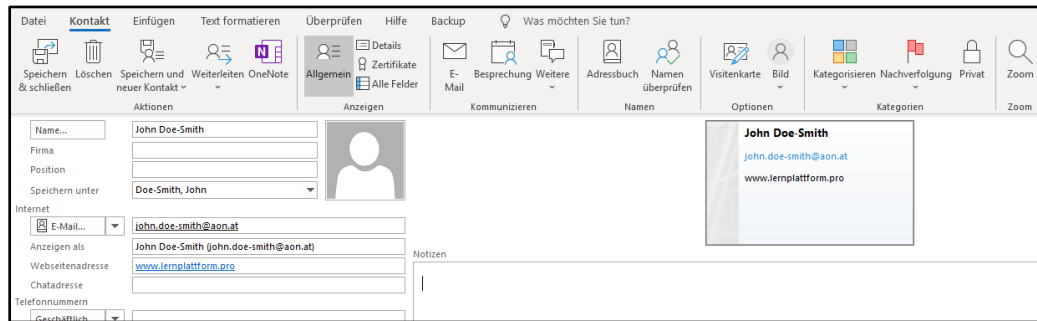 Datei Kontakt Einfügen Text formatieren Überprüfen Hilfe Backup Was möchten Sie tun?
Speichern & schließen
Löschen
Speichern und neuer Kontakt
Weiterleiten
OneNote
Aktionen
Allgemein
Details
Zertifikate
Alle Felder
Anzeigen
E-Mail
Besprechung
Weitere
Kommunizieren
Adressbuch
Namen überprüfen
Namen
Visitenkarte
Bild
Optionen
Kategorisieren
Nachverfolgung
Privat
Kategorien
Zoom
Zoom
Name... John Doe-Smith
Firma
Position
Speichern unter Doe-Smith, John
Internet
E-Mail... john.doe-smith@aon.at
Anzeigen als John Doe-Smith (john.doe-smith@aon.at)
Webseitenadresse www.lernplattform.pro
Chatadresse
Telefonnummern
Geschäftlich
John Doe-Smith
john.doe-smith@aon.at
www.lernplattform.pro
Notizen